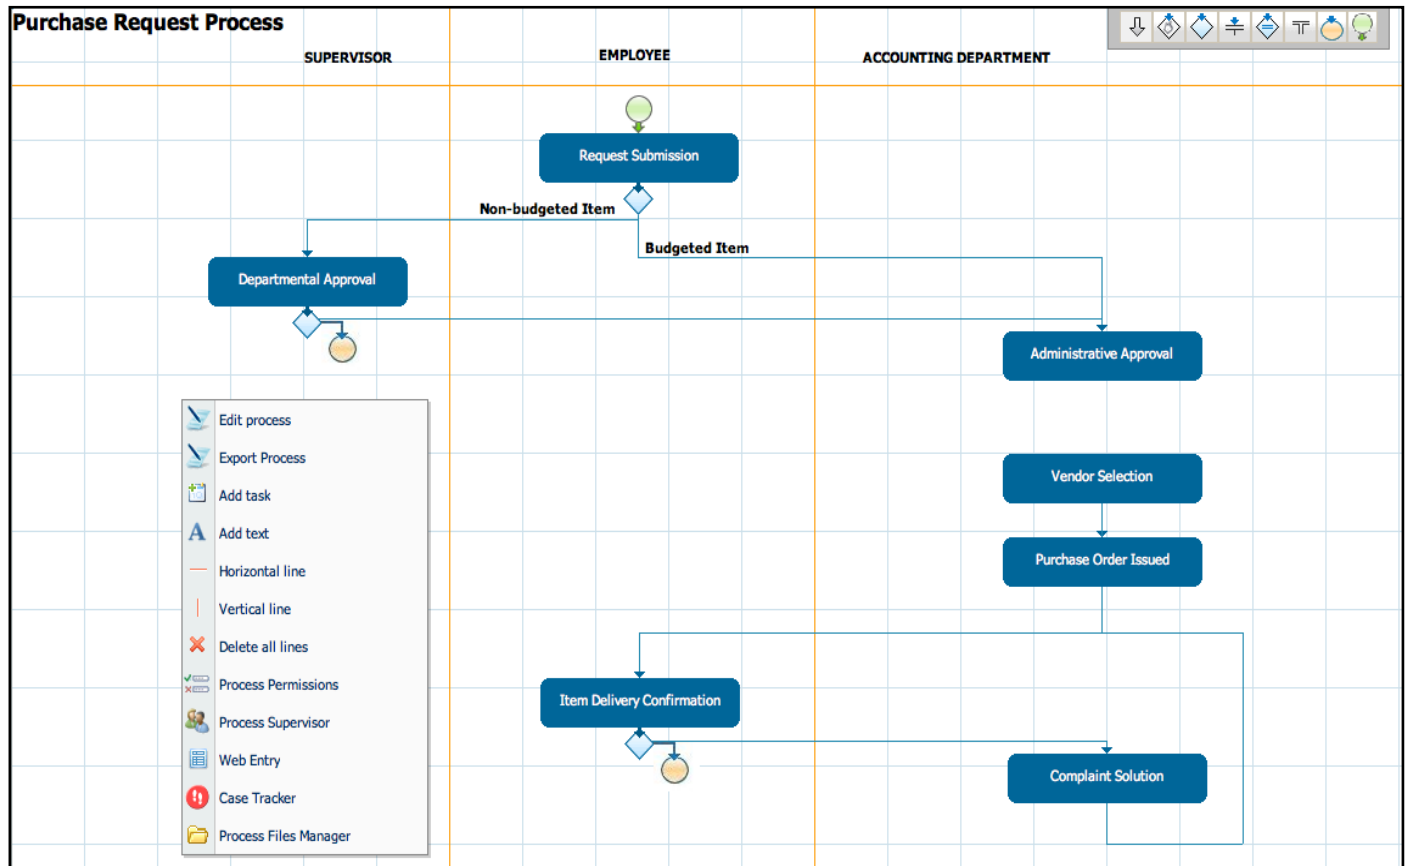 Purchase Request Process
SUPERVISOR
EMPLOYEE
ACCOUNTING DEPARTMENT
Request Submission
Non-budgeted Item
Budgeted Item
Departmental Approval
Administrative Approval
Edit process
Export Process
Add task
Add text
Horizontal line
Vertical line
Delete all lines
Process Permissions
Process Supervisor
Web Entry
Case Tracker
Process Files Manager
Vendor Selection
Purchase Order Issued
Item Delivery Confirmation
Complaint Solution